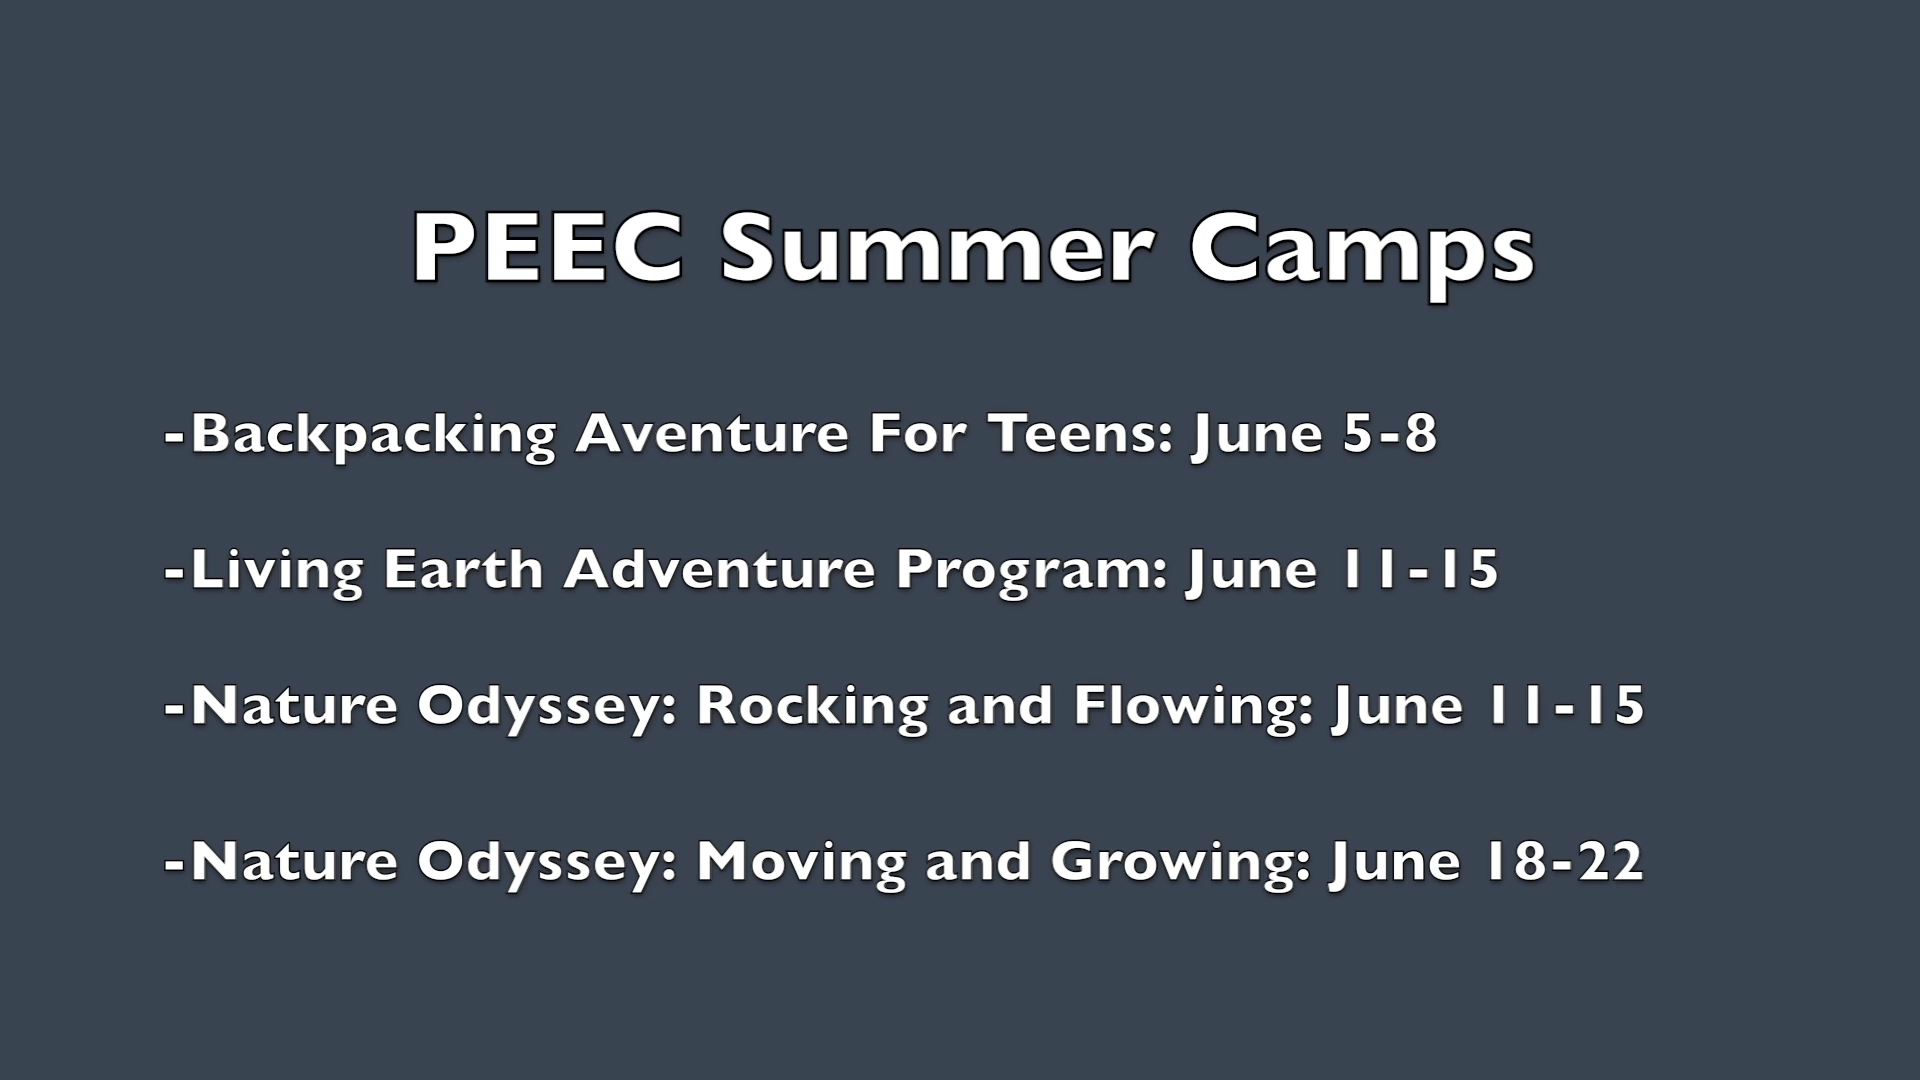 PEEC Summer Camps
-Backpacking Aventure For Teens: June 5-8
-Living Earth Adventure Program: June 11-15
-Nature Odyssey: Rocking and Flowing: June 11-15
-Nature Odyssey: Moving and Growing: June 18-22